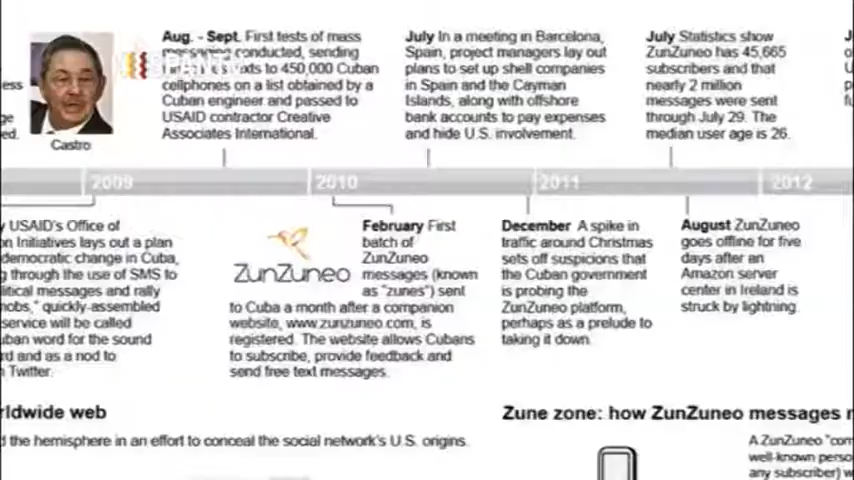 Aug. - Sept. First tests of mass
messaging conducted, sending
texts to 450,000 Cuban
cellphones on a list obtained by a
Cuban engineer and passed to
USAID contractor Creative
Associates International.
July In a meeting in Barcelona,
Spain, project managers lay out
plans to set up shell companies
in Spain and the Cayman
Islands, along with offshore
bank accounts to pay expenses
and hide U.S. involvement.
July Statistics show
ZunZuneo has 45,665
subscribers and that
nearly 2 million
messages were sent
through July 29. The
median user age is 26.
HISPANTV
Castro
2009
2010
2011
2012
USAID's Office of
Initiatives lays out a plan
democratic change in Cuba,
through the use of SMS to
messages and rally
quickly-assembled
service will be called
word for the sound
and as a nod to
Twitter.
ZunZuneo
February First
batch of
ZunZuneo
messages (known
as "zunes") sent
to Cuba a month after a companion
website, www.zunzuneo.com, is
registered. The website allows Cubans
to subscribe, provide feedback and
send free text messages.
December A spike in
traffic around Christmas
sets off suspicions that
the Cuban government
is probing the
ZunZuneo platform,
perhaps as a prelude to
taking it down.
August ZunZuneo
goes offline for five
days after an
Amazon server
center in Ireland is
struck by lightning.
rldwide web
the hemisphere in an effort to conceal the social network's U.S. origins.
Zune zone: how ZunZuneo messages
A ZunZuneo "com
well-known perso
any subscriber) w